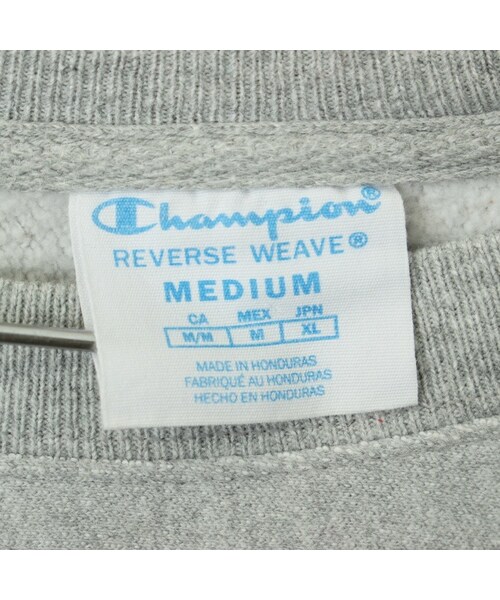 Champion®
REVERSE WEAVE®
MEDIUM
CA MEX JPN
M/M M XL
MADE IN HONDURAS
FABRIQUÉ AU HONDURAS
HECHO EN HONDURAS